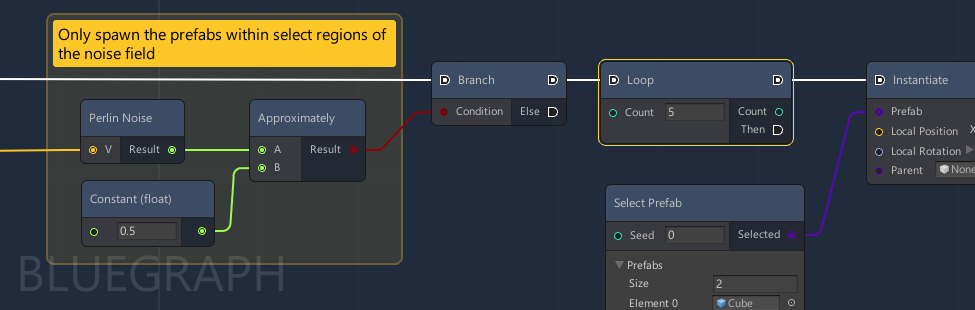 Only spawn the prefabs within select regions of
the noise field
Branch
Condition
Else
Loop
Count
5
Count
Then
Instantiate
Prefab
Local Position
X
Local Rotation
Parent
None
Perlin Noise
V
Result
Approximately
A
Result
B
Constant (float)
0.5
Select Prefab
Seed
0
Selected
Prefabs
Size
2
Element 0
Cube
BLUEGRAPH